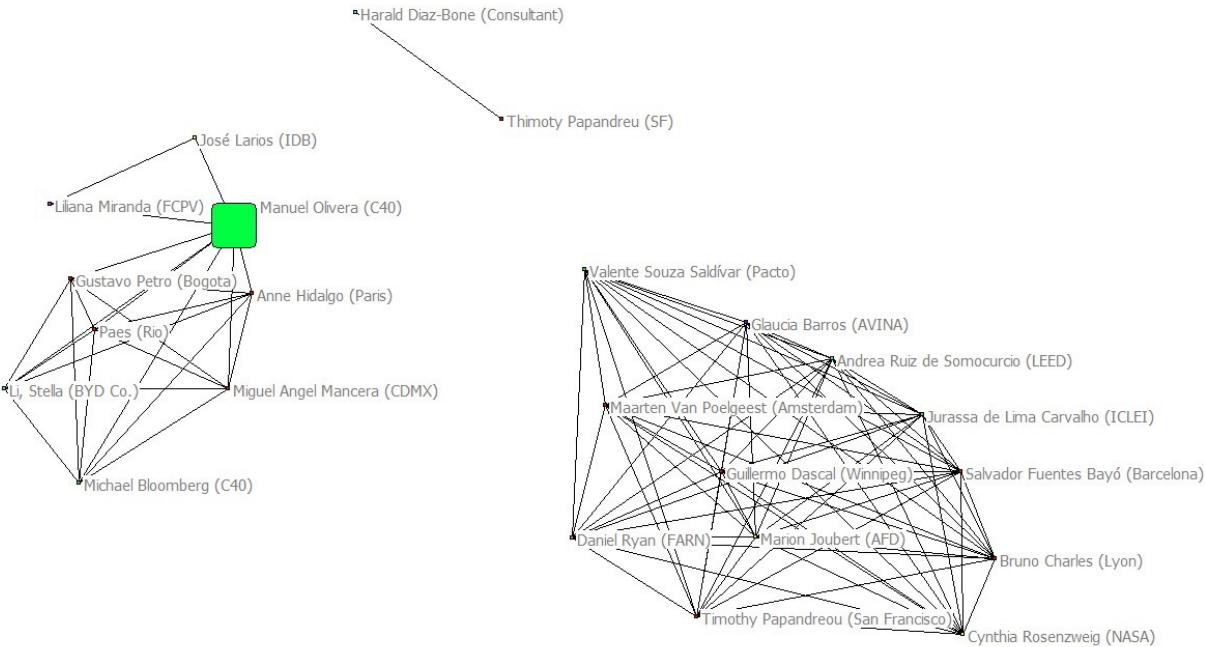 Harald Diaz-Bone (Consultant)
Thimoty Papandreu (SF)
José Larios (IDB)
Liliana Miranda (FCPV)
Manuel Olivera (C40)
Gustavo Petro (Bogota)
Anne Hidalgo (Paris)
Paes (Rio)
Li, Stella (BYD Co.)
Miguel Angel Mancera (CDMX)
Michael Bloomberg (C40)
Valente Souza Saldívar (Pacto)
Glaucia Barros (AVINA)
Andrea Ruiz de Somocurcio (LEED)
Maarten Van Poelgeest (Amsterdam)
Jurassa de Lima Carvalho (ICLEI)
Guillermo Dascal (Winnipeg)
Salvador Fuentes Bayó (Barcelona)
Daniel Ryan (FARN)
Marion Joubert (AFD)
Bruno Charles (Lyon)
Timothy Papandreou (San Francisco)
Cynthia Rosenzweig (NASA)